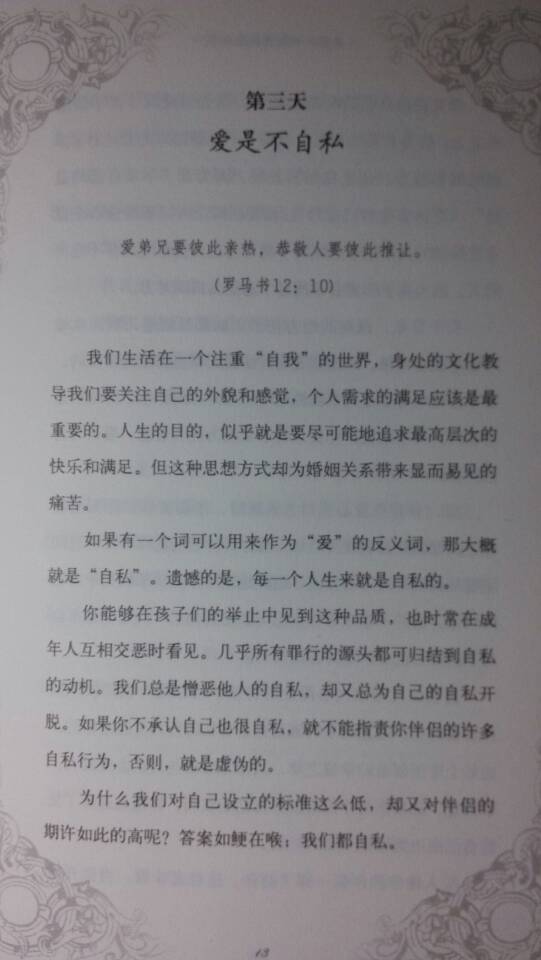 第三天
爱是不自私
爱弟兄要彼此亲热，恭敬人要彼此推让。
(罗马书12：10)
我们生活在一个注重“自我”的世界，身处的文化教
导我们要关注自己的外貌和感觉，个人需求的满足应该是最
重要的。人生的目的，似乎就是要尽可能地追求最高层次的
快乐和满足。但这种思想方式却为婚姻关系带来显而易见的
痛苦。
如果有一个词可以用来作为“爱”的反义词，那大概
就是“自私”。遗憾的是，每一个人生来就是自私的。
你能够在孩子们的举止中见到这种品质，也时常在成
年人互相交恶时看见。几乎所有罪行的源头都可归结到自私
的动机。我们总是憎恶他人的自私，却又总为自己的自私开
脱。如果你不承认自己也很自私，就不能指责你伴侣的许多
自私行为，否则，就是虚伪的。
为什么我们对自己设立的标准这么低，却又对伴侣的
期许如此的高呢？答案如鲠在喉：我们都自私。
13